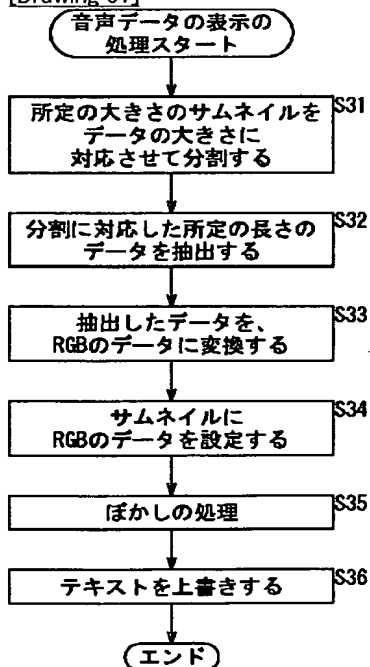 [Drawing 61]
音声データの表示の
処理スタート
所定の大きさのサムネイルを
データの大きさに
対応させて分割する
S31
分割に対応した所定の長さの
データを抽出する
S32
抽出したデータを、
RGBのデータに変換する
S33
サムネイルに
RGBのデータを設定する
S34
ぼかしの処理
S35
テキストを上書きする
S36
エンド